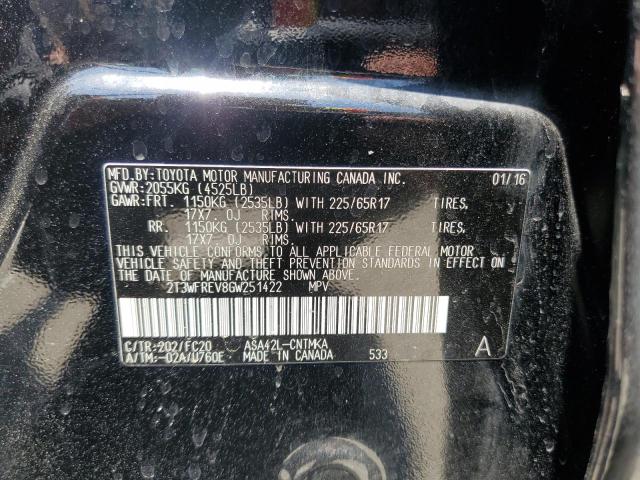 MFD.BY:TOYOTA MOTOR MANUFACTURING CANADA INC. 01/16
GVWR:2055KG (4525LB)
GAWR:FRT. 1150KG (2535LB) WITH 225/65R17 TIRES,
17X7.0J RIMS,
RR. 1150KG (2535LB) WITH 225/65R17 TIRES,
17X7.0J RIMS.
THIS VEHICLE CONFORMS TO ALL APPLICABLE FEDERAL MOTOR
VEHICLE SAFETY AND THEFT PREVENTION STANDARDS IN EFFECT ON
THE DATE OF MANUFACTURE SHOWN ABOVE.
2T3WFREV8GW251422 MPV
C/TR:202/FC20 ASA42L-CNTMKA A
A/TM:-02A/U760E MADE IN CANADA 533